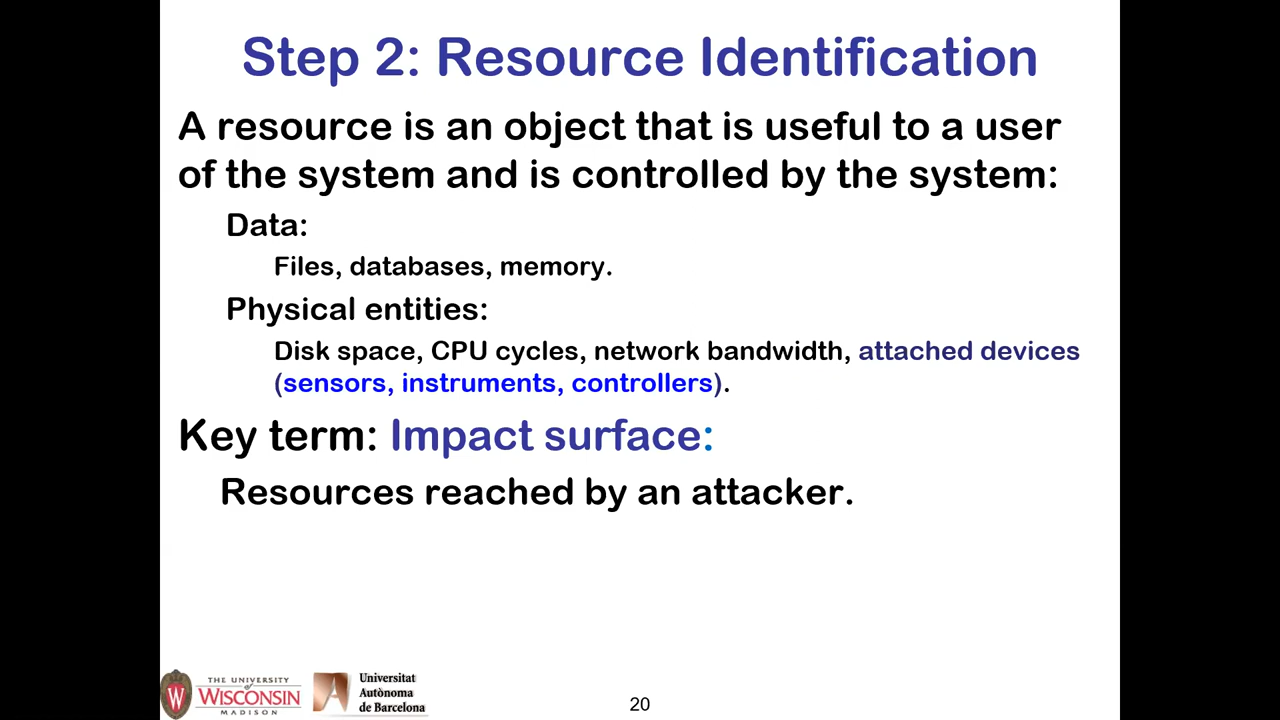 Step 2: Resource Identification
A resource is an object that is useful to a user
of the system and is controlled by the system:
Data:
Files, databases, memory.
Physical entities:
Disk space, CPU cycles, network bandwidth, attached devices
(sensors, instruments, controllers).
Key term: Impact surface:
Resources reached by an attacker.
THE UNIVERSITY
of
WISCONSIN
MADISON
Universitat
Autònoma
de Barcelona
20